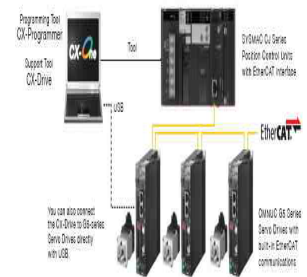 Programming Tool
CX-Programmer
Support Tool
CX-Drive
CX-One
Tool
SYSMAC CJ Series
Position Control Units
with EtherCAT interface
USB
EtherCAT
You can also connect
the CX-Drive to G5-series
Servo Drives directly
with USB.
OMNUC G5 Series
Servo Drives with
built-in EtherCAT
communications